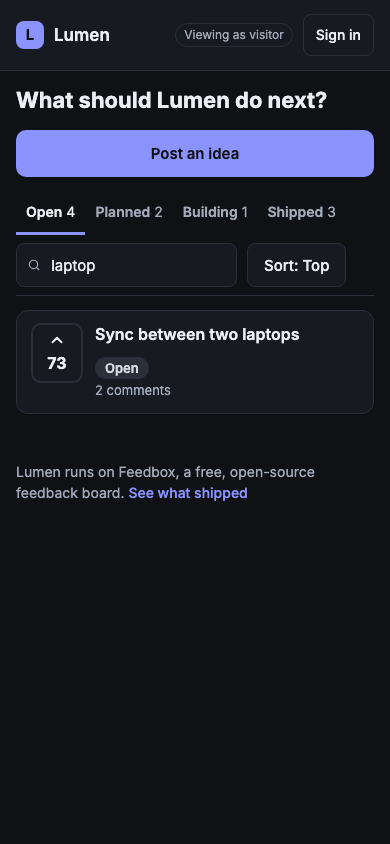 L Lumen Viewing as visitor Sign in
What should Lumen do next?
Post an idea
Open 4 Planned 2 Building 1 Shipped 3
laptop Sort: Top
Sync between two laptops
73
Open
2 comments
Lumen runs on Feedbox, a free, open-source
feedback board. See what shipped